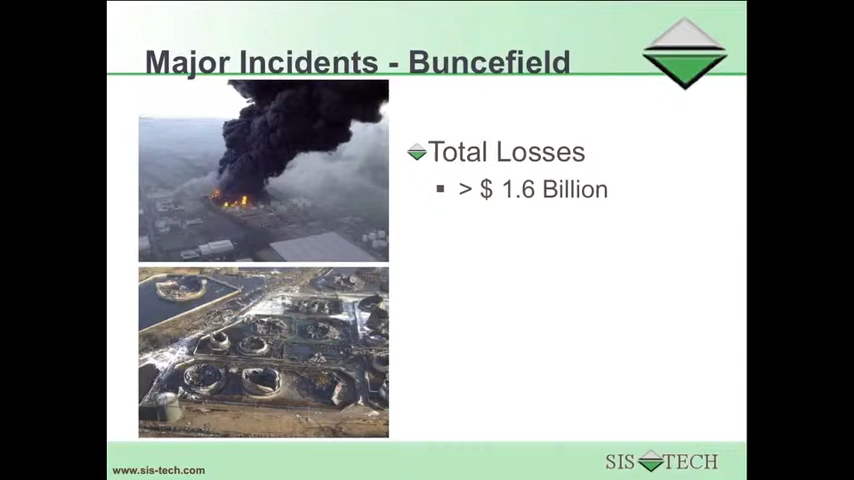 Major Incidents - Buncefield
Total Losses
> $ 1.6 Billion
www.sis-tech.com
SIS TECH